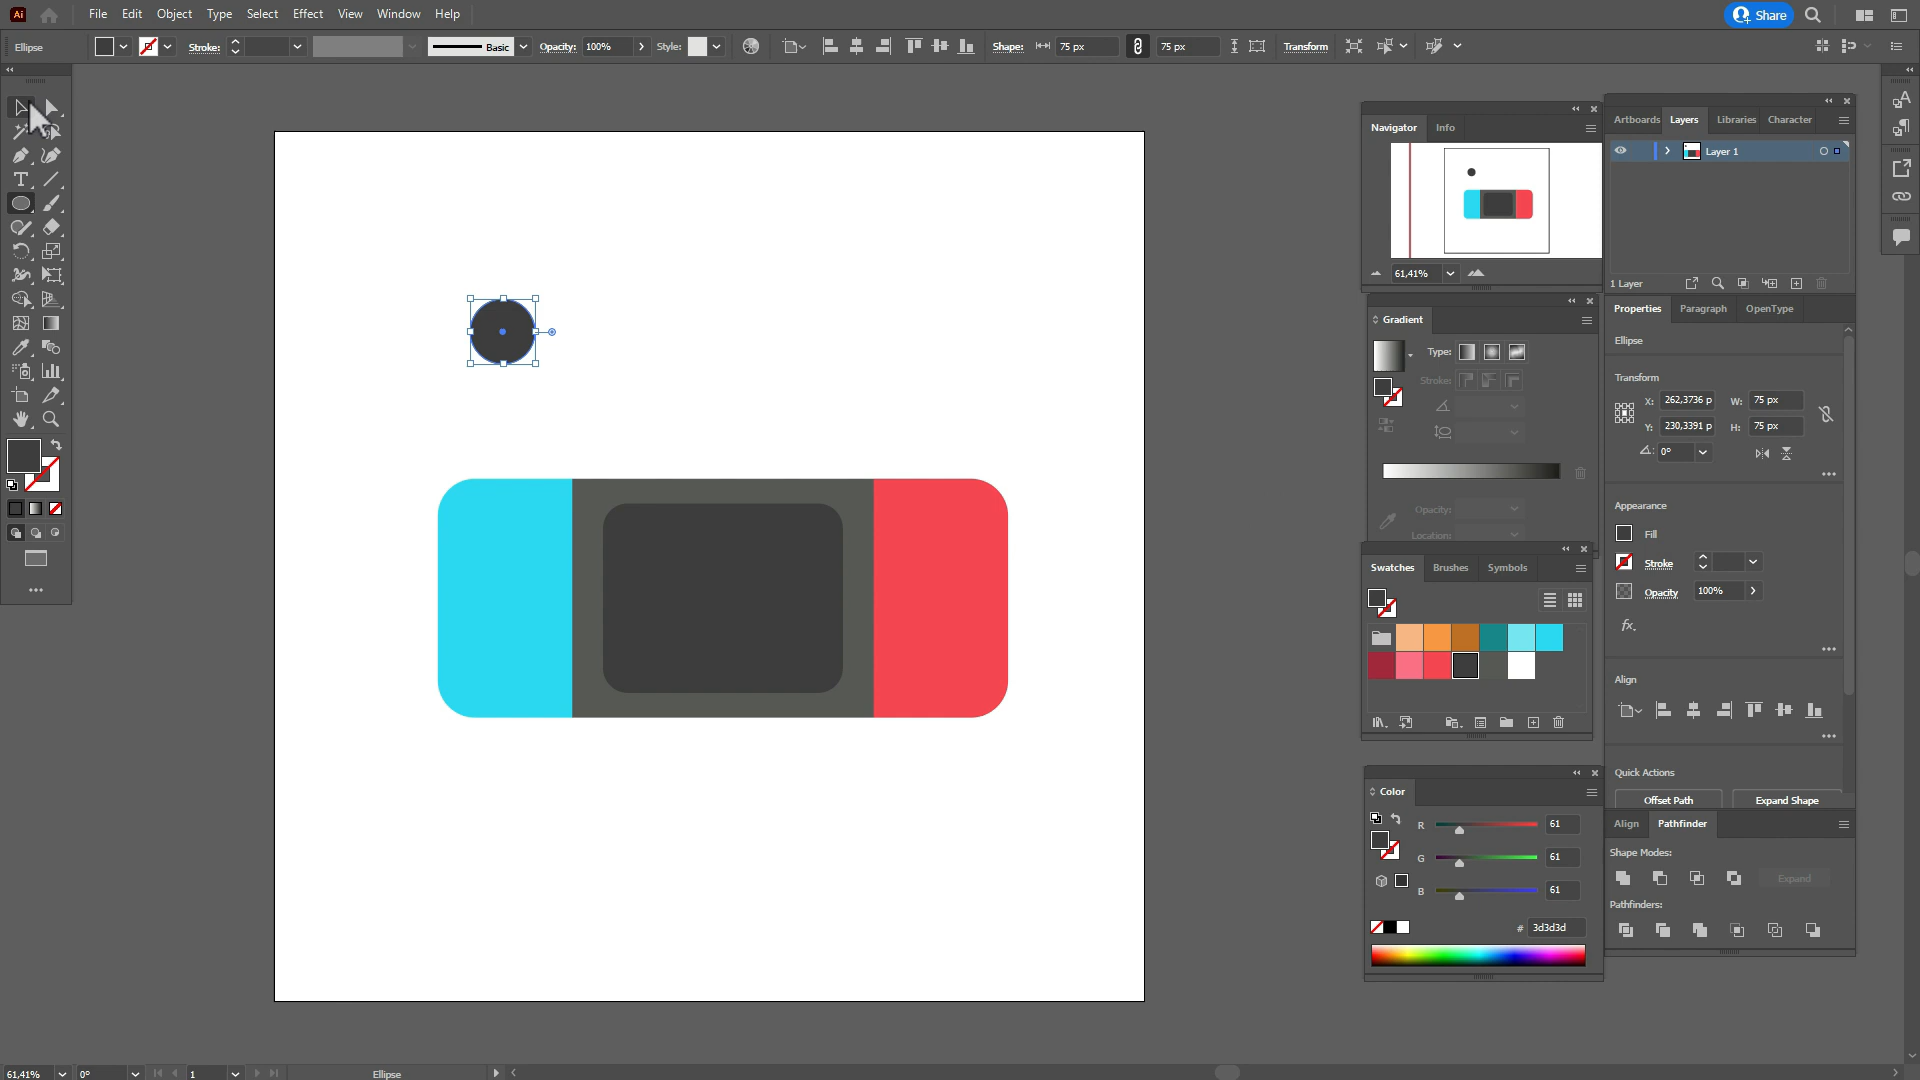 Ai File Edit Object Type Select Effect View Window Help Share
Ellipse Stroke: Basic Opacity: 100% Style: Shape: 75 px 75 px Transform
Navigator Info
61,41%
Artboards Layers Libraries Character
Layer 1
1 Layer
Gradient
Type:
Stroke:
Opacity:
Location:
Properties Paragraph OpenType
Ellipse
Transform
X: 262,3736 p W: 75 px
Y: 230,3391 p H: 75 px
0°
Appearance
Fill
Stroke
Opacity 100%
fx.
Align
Quick Actions
Offset Path Expand Shape
Swatches Brushes Symbols
Color
R 61
G 61
B 61
# 3d3d3d
Align Pathfinder
Shape Modes:
Expand
Pathfinders:
61,41% 0° 1 Ellipse